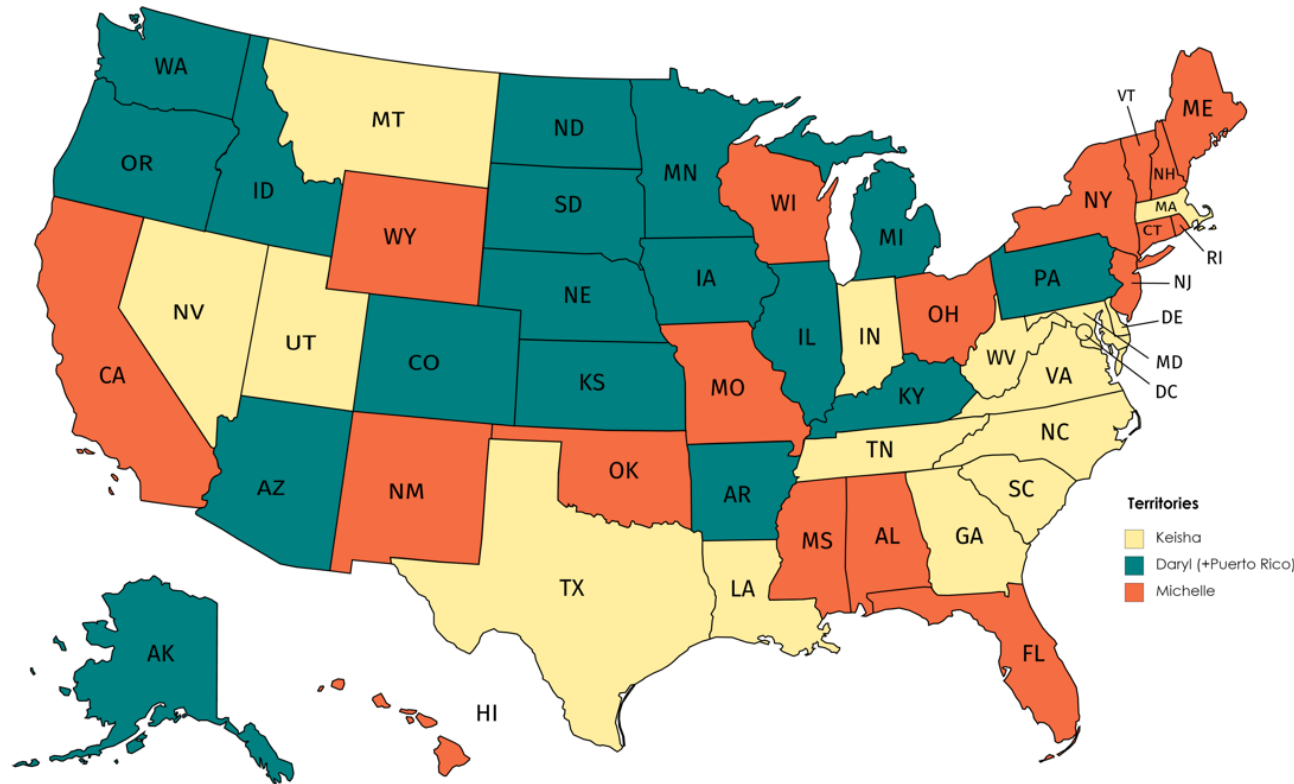 WA
MT
ND
MN
VT
ME
OR
ID
SD
WI
MI
NY
NH
MA
CT
RI
WY
NE
IA
PA
NJ
NV
UT
CO
KS
IL
IN
OH
WV
DE
MD
DC
CA
MO
KY
VA
AZ
NM
OK
AR
TN
NC
SC
MS
AL
GA
TX
LA
FL
AK
HI
Territories
Keisha
Daryl (+Puerto Rico)
Michelle